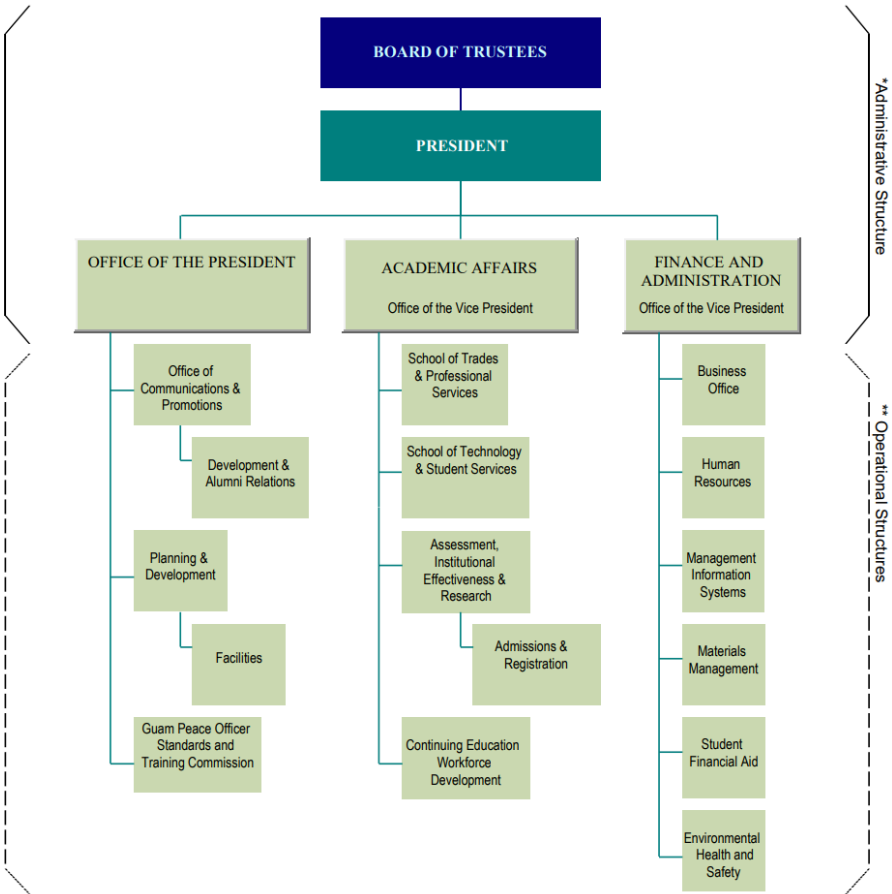 BOARD OF TRUSTEES
PRESIDENT
*Administrative Structure
OFFICE OF THE PRESIDENT
ACADEMIC AFFAIRS
Office of the Vice President
FINANCE AND
ADMINISTRATION
Office of the Vice President
** Operational Structures
Office of
Communications &
Promotions
Development &
Alumni Relations
Planning &
Development
Facilities
Guam Peace Officer
Standards and
Training Commission
School of Trades
& Professional
Services
School of Technology
& Student Services
Assessment,
Institutional
Effectiveness &
Research
Admissions &
Registration
Continuing Education
Workforce
Development
Business
Office
Human
Resources
Management
Information
Systems
Materials
Management
Student
Financial Aid
Environmental
Health and
Safety